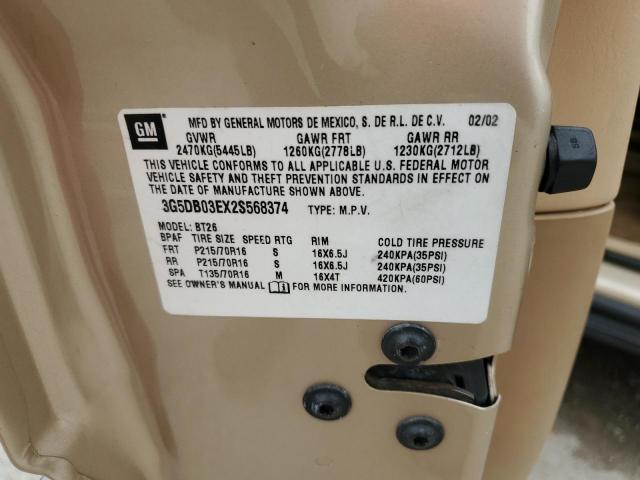 GM
MFD BY GENERAL MOTORS DE MEXICO, S. DE R.L. DE C.V. 02/02
GVWR GAWR FRT GAWR RR
2470KG(5445LB) 1260KG(2778LB) 1230KG(2712LB)
THIS VEHICLE CONFORMS TO ALL APPLICABLE U.S. FEDERAL MOTOR
VEHICLE SAFETY AND THEFT PREVENTION STANDARDS IN EFFECT ON
THE DATE OF MANUFACTURE SHOWN ABOVE.
3G5DB03EX2S568374 TYPE: M.P.V.
MODEL: BT26
BPAF TIRE SIZE SPEED RTG RIM COLD TIRE PRESSURE
FRT P215/70R16 S 16X6.5J 240KPA(35PSI)
RR P215/70R16 S 16X6.5J 240KPA(35PSI)
SPA T135/70R16 M 16X4T 420KPA(60PSI)
SEE OWNER'S MANUAL FOR MORE INFORMATION.